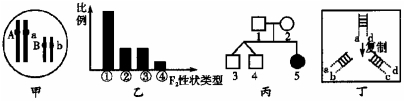 A a B b
甲
比
例
① ② ③ ④ F₂性状类型
乙
1 2
3 4 5
丙
a d
复制
a b c d
丁